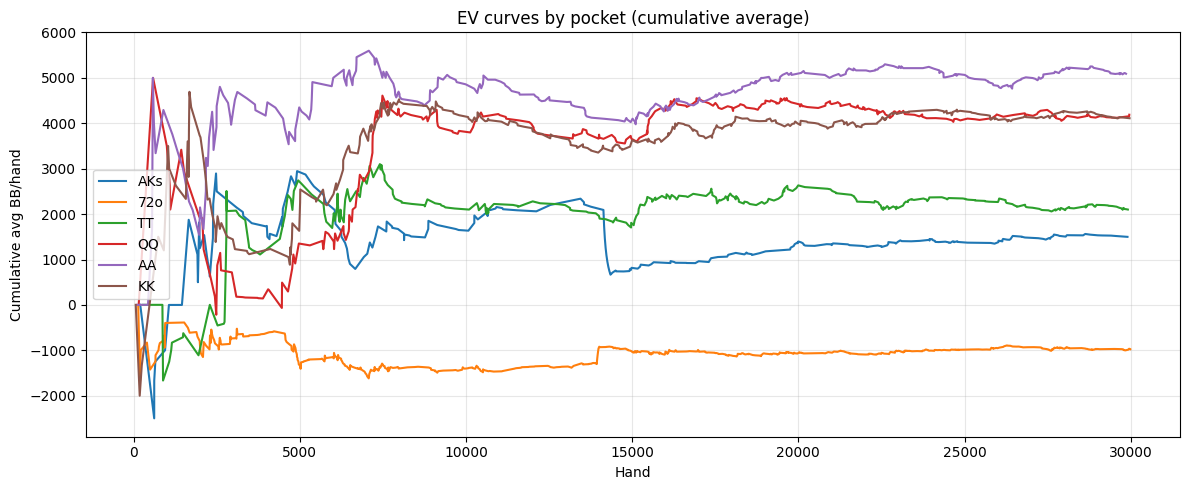 EV curves by pocket (cumulative average)
Cumulative avg BB/hand
6000
5000
4000
3000
2000
1000
0
−1000
−2000
AKs
72o
TT
QQ
AA
KK
0 5000 10000 15000 20000 25000 30000
Hand